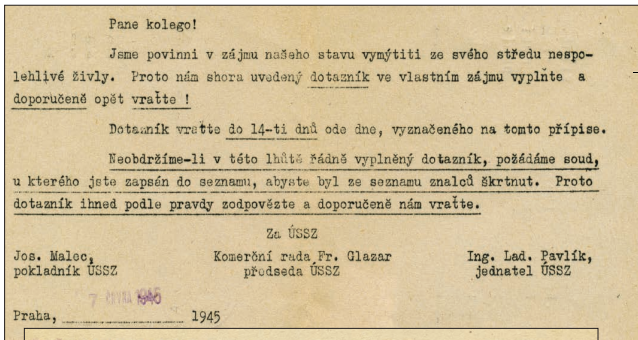 Pane kolego!
Jsme povinni v zájmu našeho stavu vymýtiti ze svého středu nespo-
lehlivé živly. Proto nám shora uvedený dotazník ve vlastním zájmu vyplňte a
doporučeně opět vraťte !
Dotazník vraťte do 14-ti dnů ode dne, vyznačeného na tomto přípise.
Neobdržíme-li v této lhůtě řádně vyplněný dotazník, požádáme soud,
u kterého jste zapsán do seznamu, abyste byl ze seznamu znalců škrtnut. Proto
dotazník ihned podle pravdy zodpovězte a doporučeně nám vraťte.
Za ÚSSZ
Jos. Malec, Komerční rada Fr. Glazar Ing. Lad. Pavlík,
pokladník ÚSSZ předseda ÚSSZ jednatel ÚSSZ
7 ČERVNA 1945
Praha, 1945